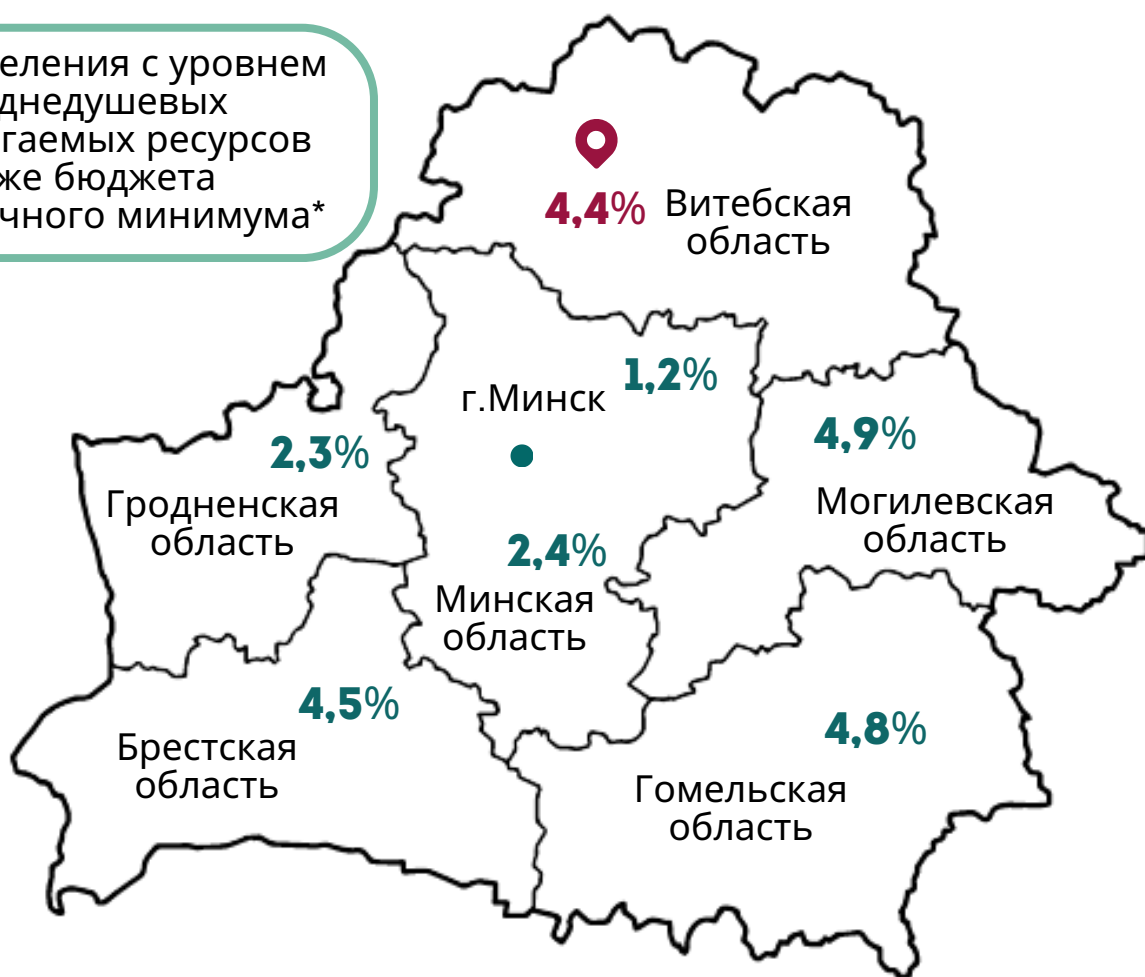 еления с уровнем
днедушевых
гаемых ресурсов
же бюджета
чного минимума*
4,4% Витебская
область
1,2%
г.Минск
4,9%
2,3%
Гродненская
область
Могилевская
область
2,4%
Минская
область
4,5%
Брестская
область
4,8%
Гомельская
область